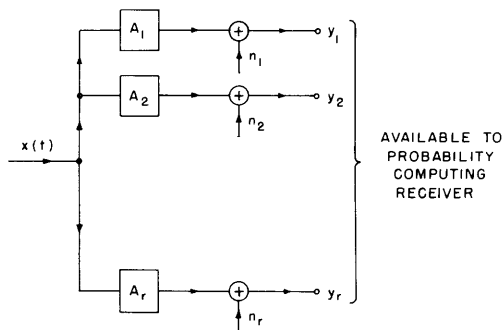 A₁
y₁
n₁
A₂
y₂
n₂
x(t)
AVAILABLE TO
PROBABILITY
COMPUTING
RECEIVER
Aᵣ
yᵣ
nᵣ